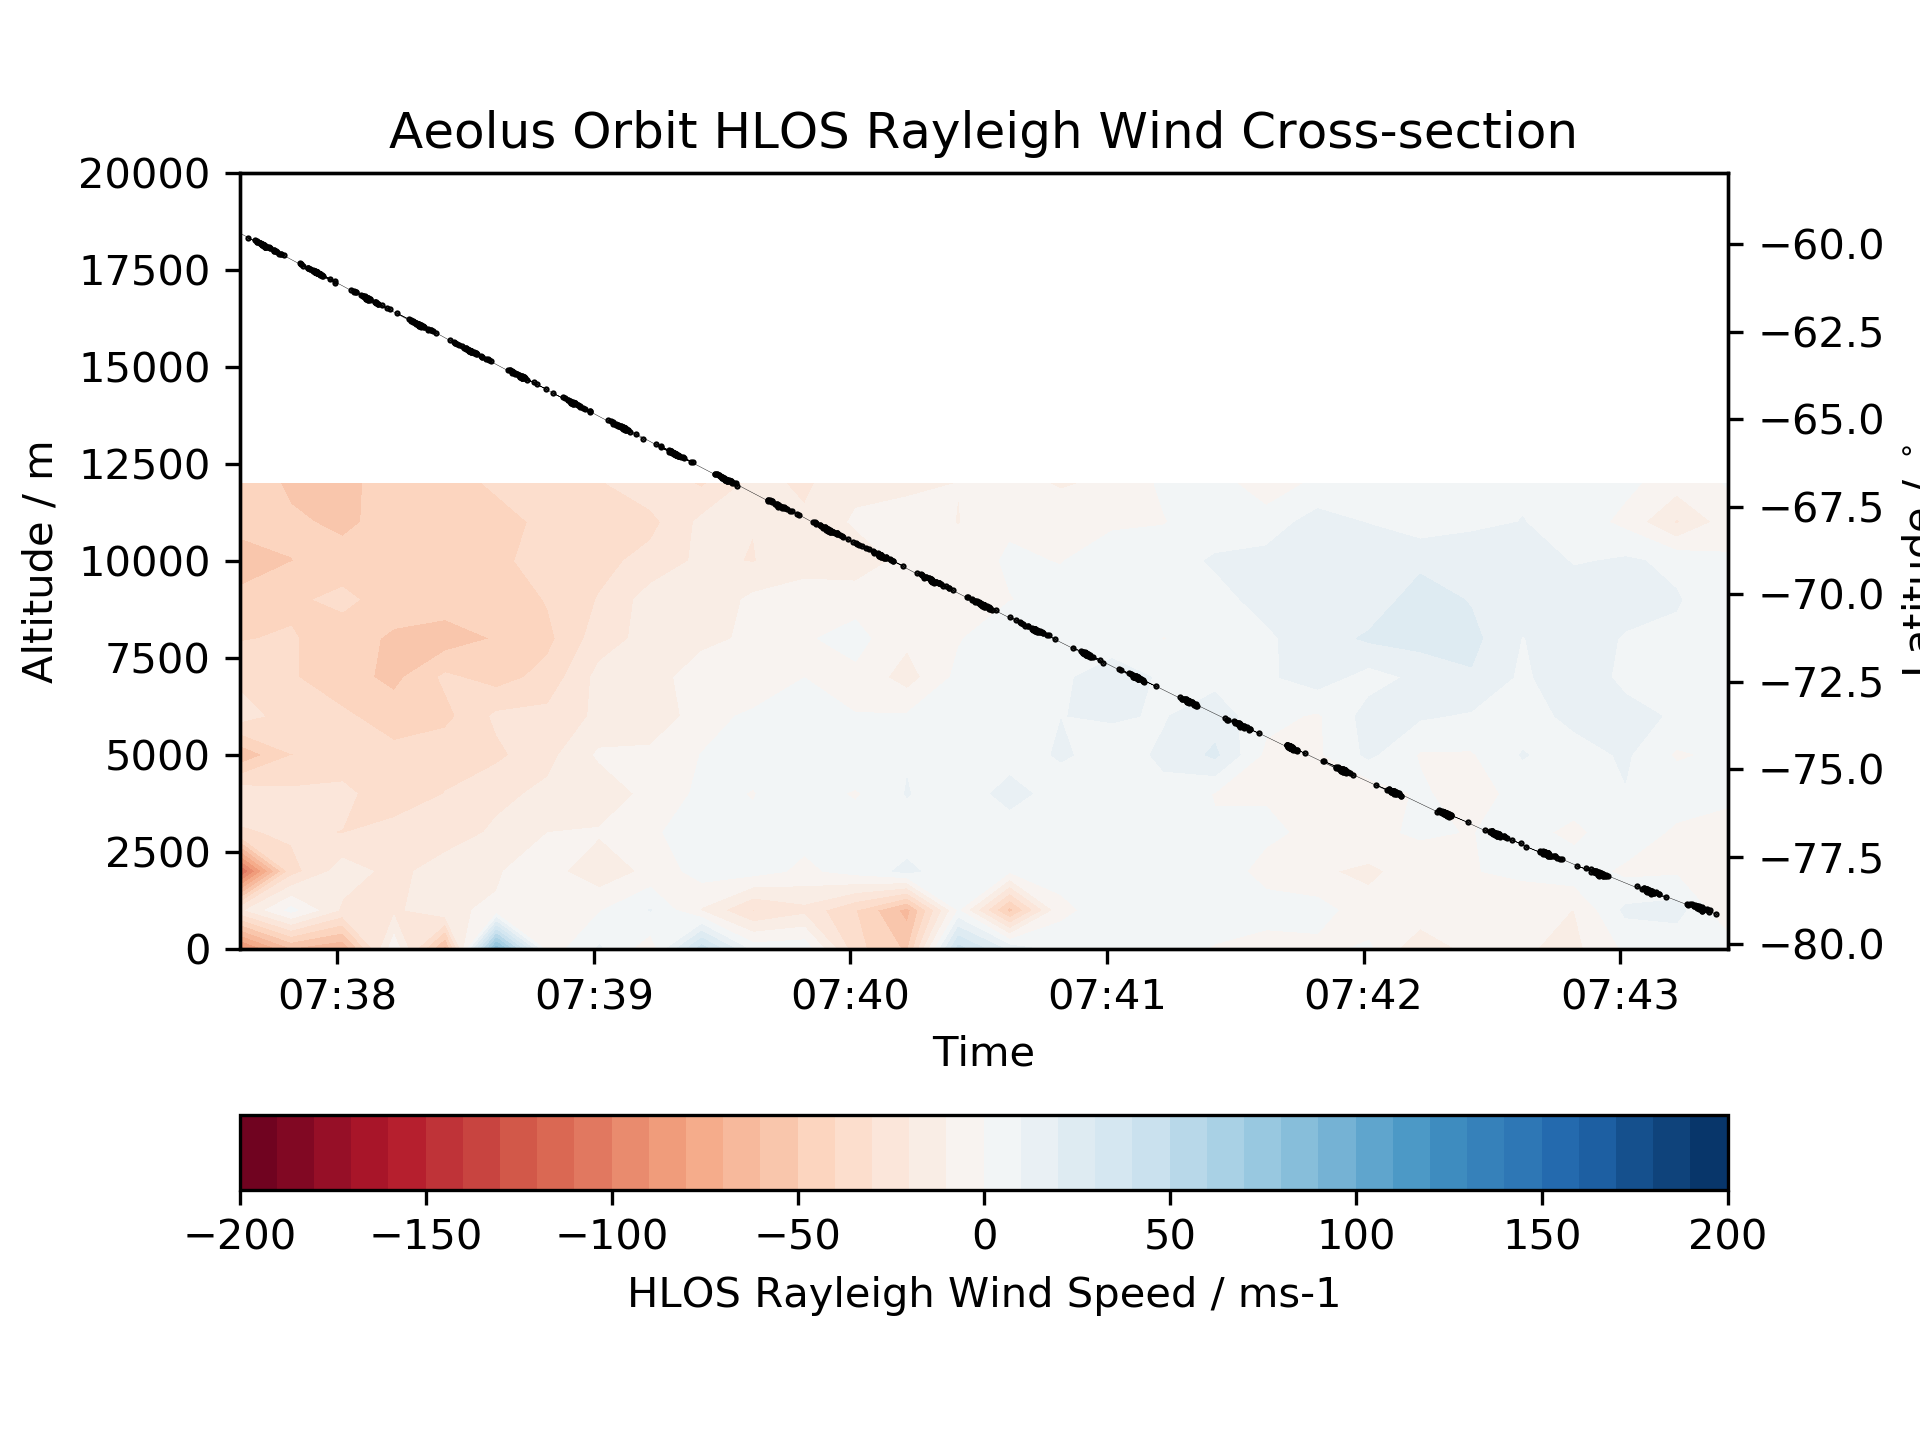 Aeolus Orbit HLOS Rayleigh Wind Cross-section
20000
17500
15000
12500
10000
7500
5000
2500
0
Altitude / m
−60.0
−62.5
−65.0
−67.5
−70.0
−72.5
−75.0
−77.5
−80.0
Latitude / °
07:38 07:39 07:40 07:41 07:42 07:43
Time
−200 −150 −100 −50 0 50 100 150 200
HLOS Rayleigh Wind Speed / ms-1